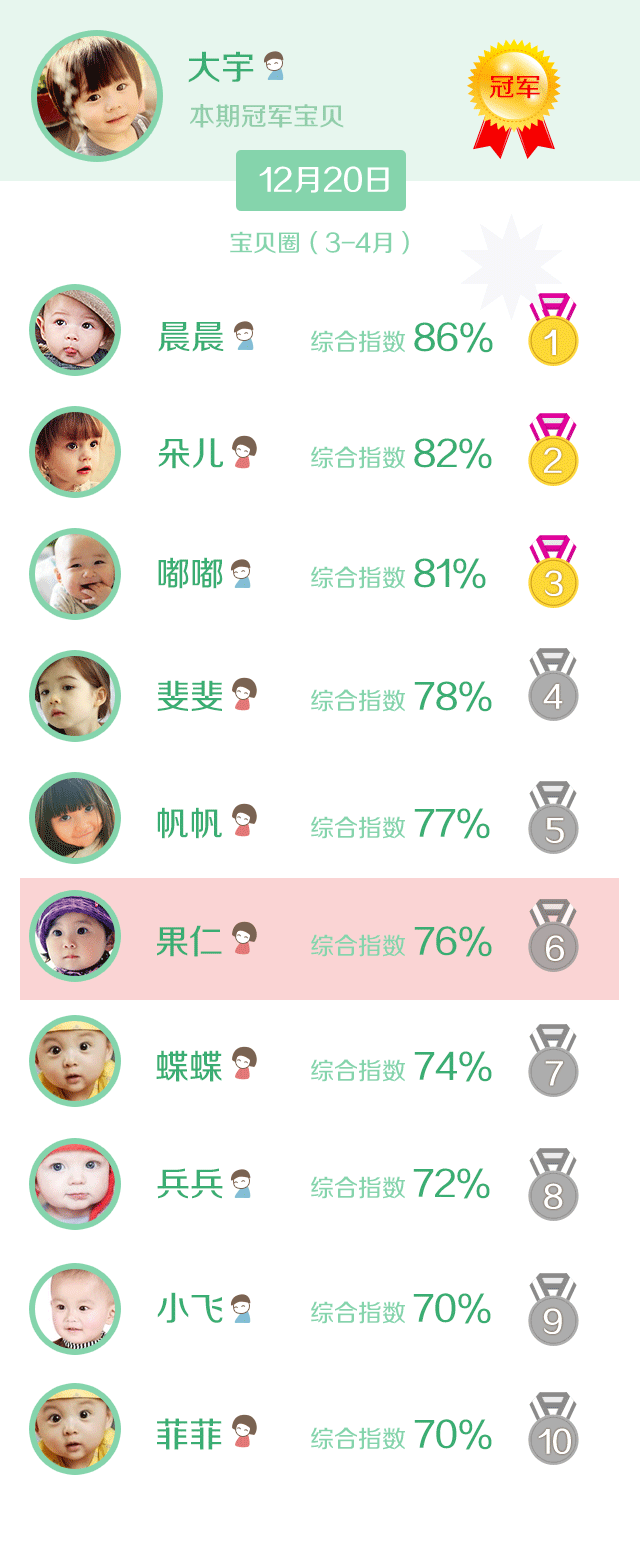 大宇
本期冠军宝贝
冠军
12月20日
宝贝圈（3-4月）
晨晨 综合指数 86% 1
朵儿 综合指数 82% 2
嘟嘟 综合指数 81% 3
斐斐 综合指数 78% 4
帆帆 综合指数 77% 5
果仁 综合指数 76% 6
蝶蝶 综合指数 74% 7
兵兵 综合指数 72% 8
小飞 综合指数 70% 9
菲菲 综合指数 70% 10